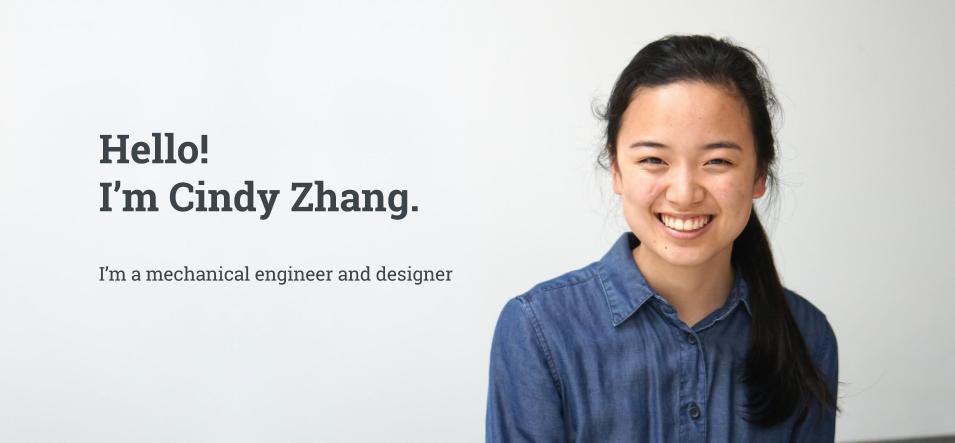 Hello!
I’m Cindy Zhang.
I’m a mechanical engineer and designer